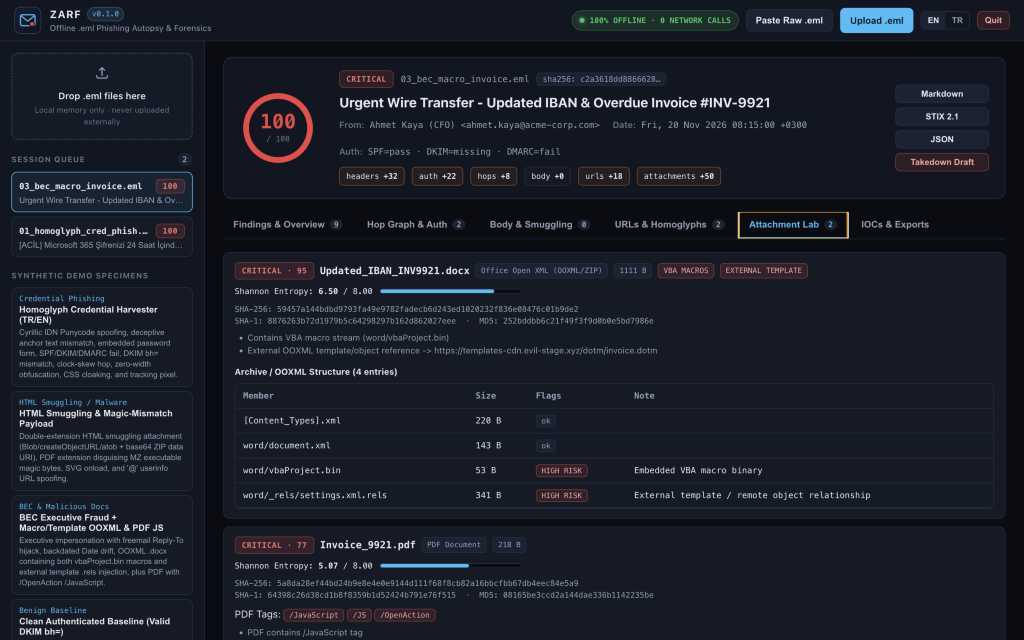 ZARF v0.1.0
Offline .eml Phishing Autopsy & Forensics
100% OFFLINE · 0 NETWORK CALLS
Paste Raw .eml
Upload .eml
EN TR
Quit
Drop .eml files here
Local memory only - never uploaded
externally
SESSION QUEUE 2
03_bec_macro_invoice.eml 100
Urgent Wire Transfer - Updated IBAN & Ov…
01_homoglyph_cred_phish.… 100
[ACİL] Microsoft 365 Şifrenizi 24 Saat İçind…
SYNTHETIC DEMO SPECIMENS
Credential Phishing
Homoglyph Credential Harvester
(TR/EN)
Cyrillic IDN Punycode spoofing, deceptive
anchor text mismatch, embedded password
form, SPF/DKIM/DMARC fail, DKIM bh=
mismatch, clock-skew hop, zero-width
obfuscation, CSS cloaking, and tracking pixel.
HTML Smuggling / Malware
HTML Smuggling & Magic-Mismatch
Payload
Double-extension HTML smuggling attachment
(Blob/createObjectURL/atob + base64 ZIP data
URI), PDF extension disguising MZ executable
magic bytes, SVG onload, and '@' userinfo
URL spoofing.
BEC & Malicious Docs
BEC Executive Fraud +
Macro/Template OOXML & PDF JS
Executive impersonation with freemail Reply-To
hijack, backdated Date drift, OOXML .docx
containing both vbaProject.bin macros and
external template .rels injection, plus PDF with
/OpenAction /JavaScript.
Benign Baseline
Clean Authenticated Baseline (Valid
DKIM bh=)
100
/ 100
CRITICAL 03_bec_macro_invoice.eml sha256: c2a3618dd8866628…
Urgent Wire Transfer - Updated IBAN & Overdue Invoice #INV-9921
From: Ahmet Kaya (CFO) <ahmet.kaya@acme-corp.com> Date: Fri, 20 Nov 2026 08:15:00 +0300
Auth: SPF=pass · DKIM=missing · DMARC=fail
headers +32 auth +22 hops +8 body +0 urls +18 attachments +50
Markdown
STIX 2.1
JSON
Takedown Draft
Findings & Overview 9
Hop Graph & Auth 2
Body & Smuggling 0
URLs & Homoglyphs 2
Attachment Lab 2
IOCs & Exports
CRITICAL · 95 Updated_IBAN_INV9921.docx Office Open XML (OOXML/ZIP) 1111 B VBA MACROS EXTERNAL TEMPLATE
Shannon Entropy: 6.50 / 8.00
SHA-256: 59457a144bdbd9793fa49e9782fadecb6d243ed1020232f836e08476c01b9de2
SHA-1: 8876263b72d1979b5c64298297b162d862027eee · MD5: 252bddbb6c21f49f3f9d0b0e5bd7986e
• Contains VBA macro stream (word/vbaProject.bin)
• External OOXML template/object reference -> https://templates-cdn.evil-stage.xyz/dotm/invoice.dotm
Archive / OOXML Structure (4 entries)
Member Size Flags Note
[Content_Types].xml 220 B ok
word/document.xml 143 B ok
word/vbaProject.bin 53 B HIGH RISK Embedded VBA macro binary
word/_rels/settings.xml.rels 341 B HIGH RISK External template / remote object relationship
CRITICAL · 77 Invoice_9921.pdf PDF Document 218 B
Shannon Entropy: 5.07 / 8.00
SHA-256: 5a8da28ef44bd24b9e8e4e0e9144d111f68f8cb82a16bbcfbb67db4eec84e5a9
SHA-1: 64398c26d38cd1b8f8359b1d52424b791e76f515 · MD5: 08165be3ccd2a144dae336b1142235be
PDF Tags: /JavaScript /JS /OpenAction
• PDF contains /JavaScript tag